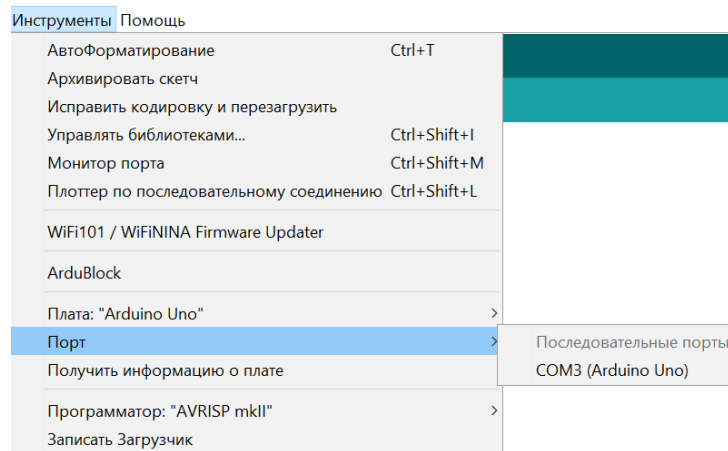 Инструменты Помощь
АвтоФорматирование Ctrl+T
Архивировать скетч
Исправить кодировку и перезагрузить
Управлять библиотеками... Ctrl+Shift+I
Монитор порта Ctrl+Shift+M
Плоттер по последовательному соединению Ctrl+Shift+L
WiFi101 / WiFiNINA Firmware Updater
ArduBlock
Плата: "Arduino Uno"
Порт
Последовательные порты
COM3 (Arduino Uno)
Получить информацию о плате
Программатор: "AVRISP mkII"
Записать Загрузчик